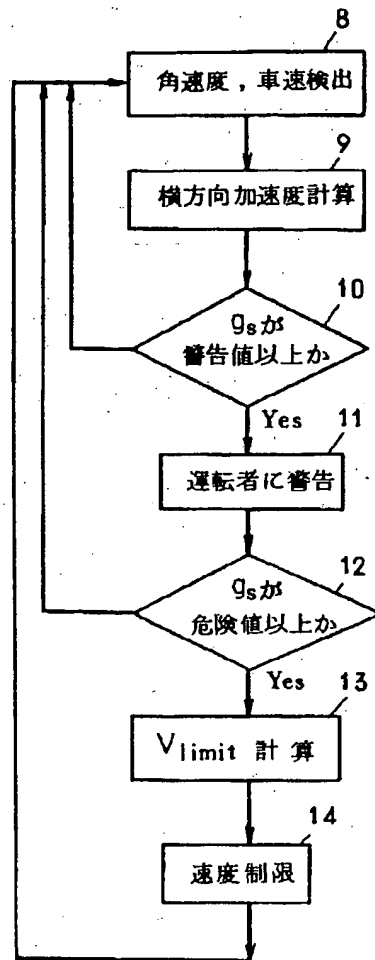 8
角速度,車速検出
9
横方向加速度計算
10
gsが
警告値以上か
Yes
11
運転者に警告
12
gsが
危険値以上か
Yes
13
Vlimit 計算
14
速度制限